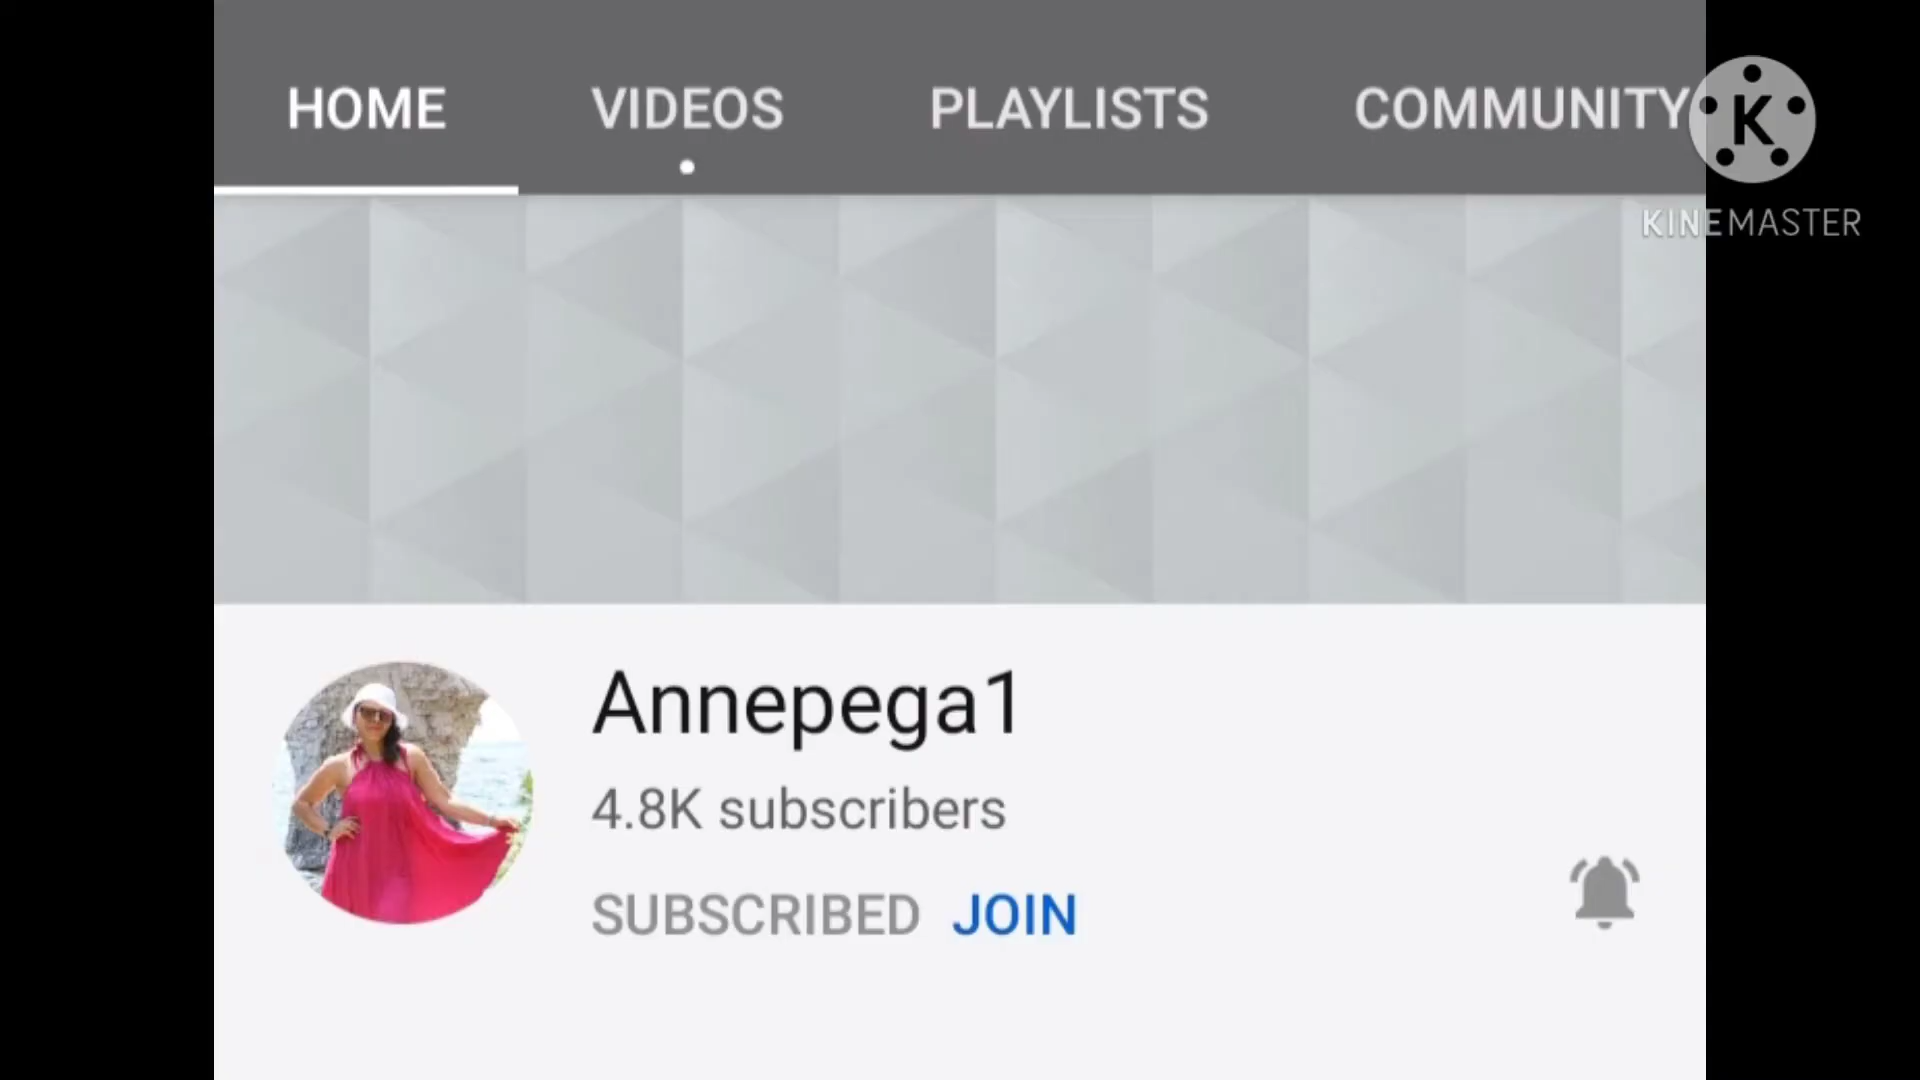 HOME VIDEOS PLAYLISTS COMMUNITY
K
KINEMASTER
Annepega1
4.8K subscribers
SUBSCRIBED JOIN